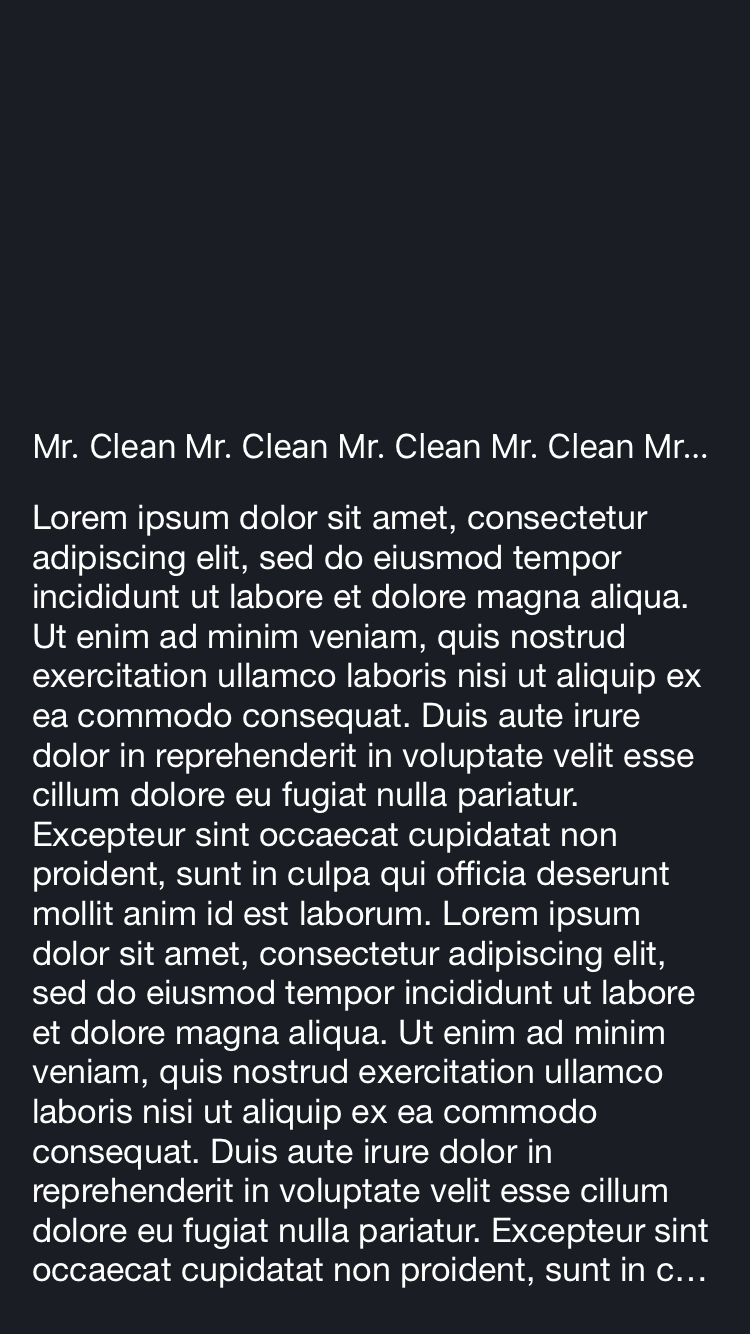 Mr. Clean Mr. Clean Mr. Clean Mr. Clean Mr...
Lorem ipsum dolor sit amet, consectetur
adipiscing elit, sed do eiusmod tempor
incididunt ut labore et dolore magna aliqua.
Ut enim ad minim veniam, quis nostrud
exercitation ullamco laboris nisi ut aliquip ex
ea commodo consequat. Duis aute irure
dolor in reprehenderit in voluptate velit esse
cillum dolore eu fugiat nulla pariatur.
Excepteur sint occaecat cupidatat non
proident, sunt in culpa qui officia deserunt
mollit anim id est laborum. Lorem ipsum
dolor sit amet, consectetur adipiscing elit,
sed do eiusmod tempor incididunt ut labore
et dolore magna aliqua. Ut enim ad minim
veniam, quis nostrud exercitation ullamco
laboris nisi ut aliquip ex ea commodo
consequat. Duis aute irure dolor in
reprehenderit in voluptate velit esse cillum
dolore eu fugiat nulla pariatur. Excepteur sint
occaecat cupidatat non proident, sunt in c...